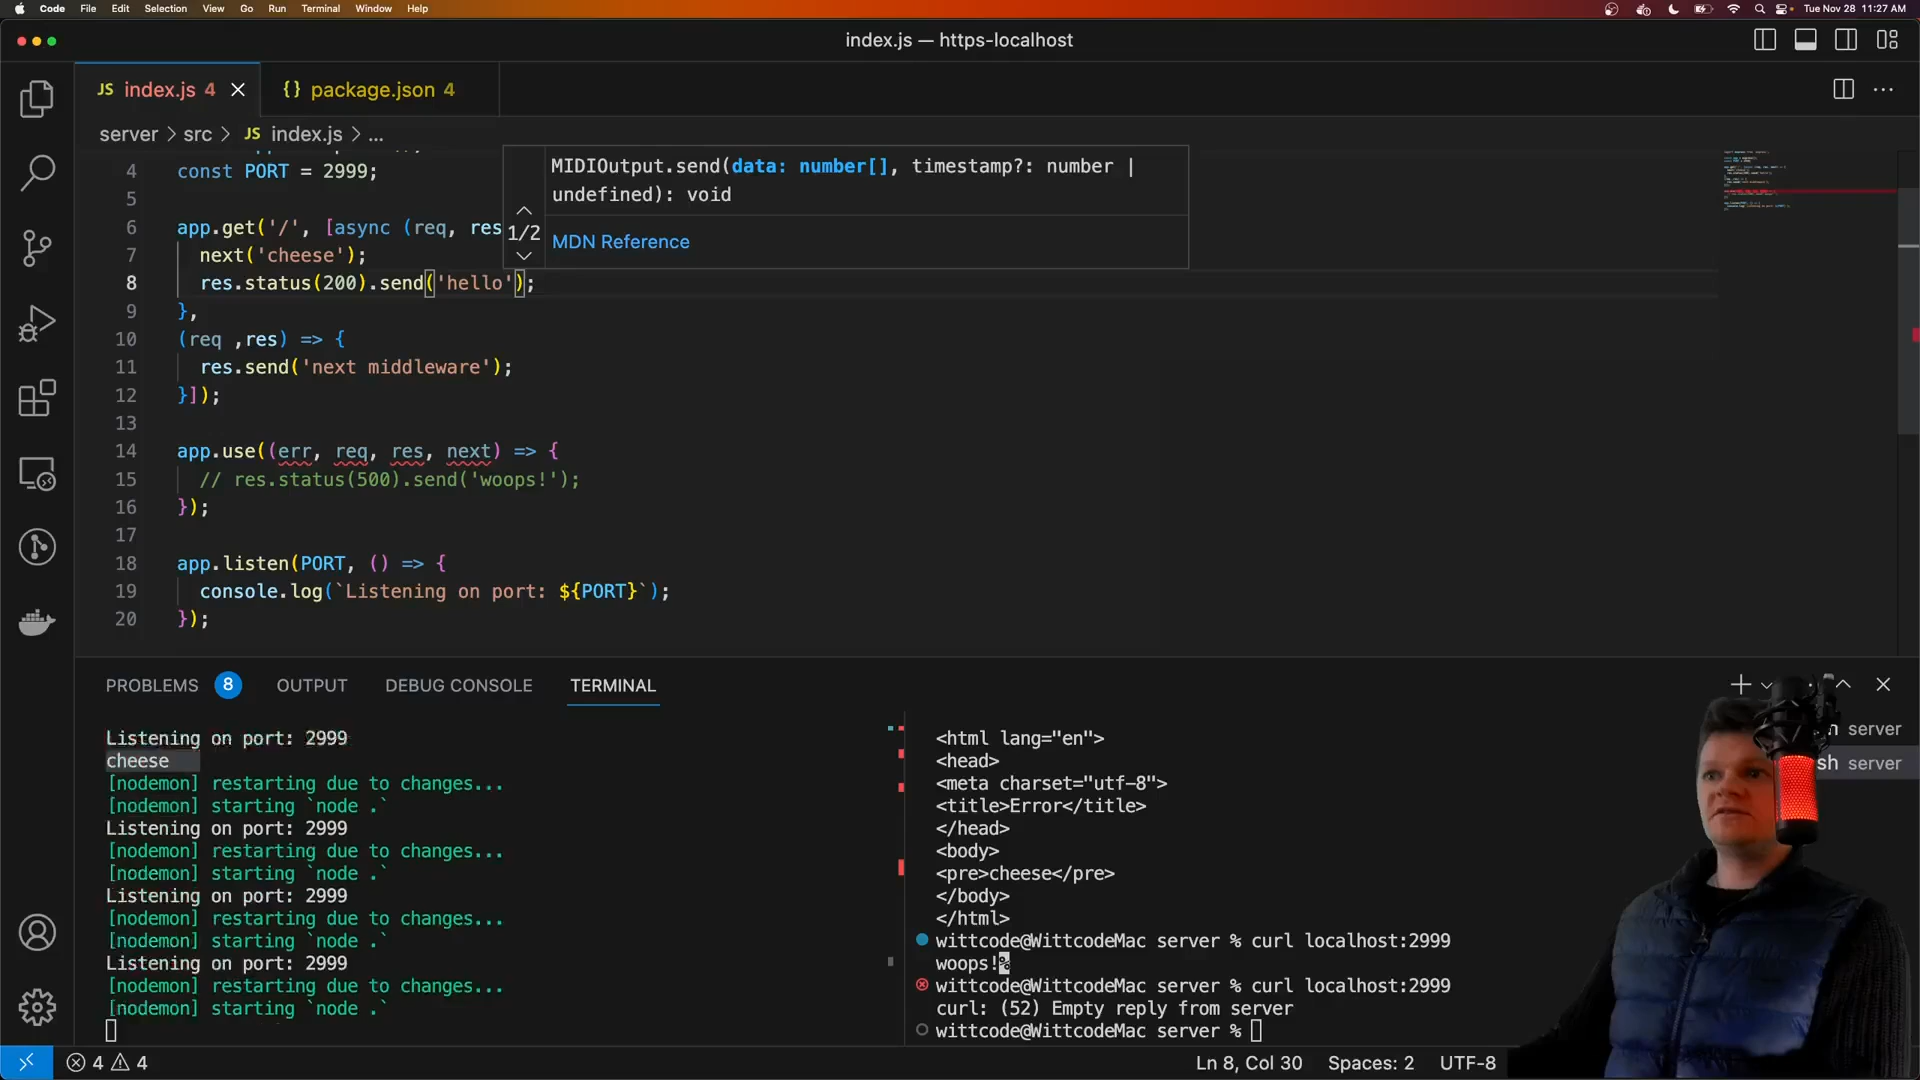 Code File Edit Selection View Go Run Terminal Window Help Tue Nov 28 11:27 AM
index.js — https-localhost
JS index.js 4
{} package.json 4
server > src > JS index.js > ...
4 const PORT = 2999;
5
6 app.get('/', [async (req, res
7 next('cheese');
8 res.status(200).send('hello');
9 },
10 (req ,res) => {
11 res.send('next middleware');
12 }]);
13
14 app.use((err, req, res, next) => {
15 // res.status(500).send('woops!');
16 });
17
18 app.listen(PORT, () => {
19 console.log(`Listening on port: ${PORT}`);
20 });
1/2
MIDIOutput.send(data: number[], timestamp?: number |
undefined): void
MDN Reference
PROBLEMS 8 OUTPUT DEBUG CONSOLE TERMINAL
Listening on port: 2999
cheese
[nodemon] restarting due to changes...
[nodemon] starting `node .`
Listening on port: 2999
[nodemon] restarting due to changes...
[nodemon] starting `node .`
Listening on port: 2999
[nodemon] restarting due to changes...
[nodemon] starting `node .`
Listening on port: 2999
[nodemon] restarting due to changes...
[nodemon] starting `node .`
<html lang="en">
<head>
<meta charset="utf-8">
<title>Error</title>
</head>
<body>
<pre>cheese</pre>
</body>
</html>
wittcode@WittcodeMac server % curl localhost:2999
woops!%
wittcode@WittcodeMac server % curl localhost:2999
curl: (52) Empty reply from server
wittcode@WittcodeMac server %
server
sh server
4 4
Ln 8, Col 30 Spaces: 2 UTF-8